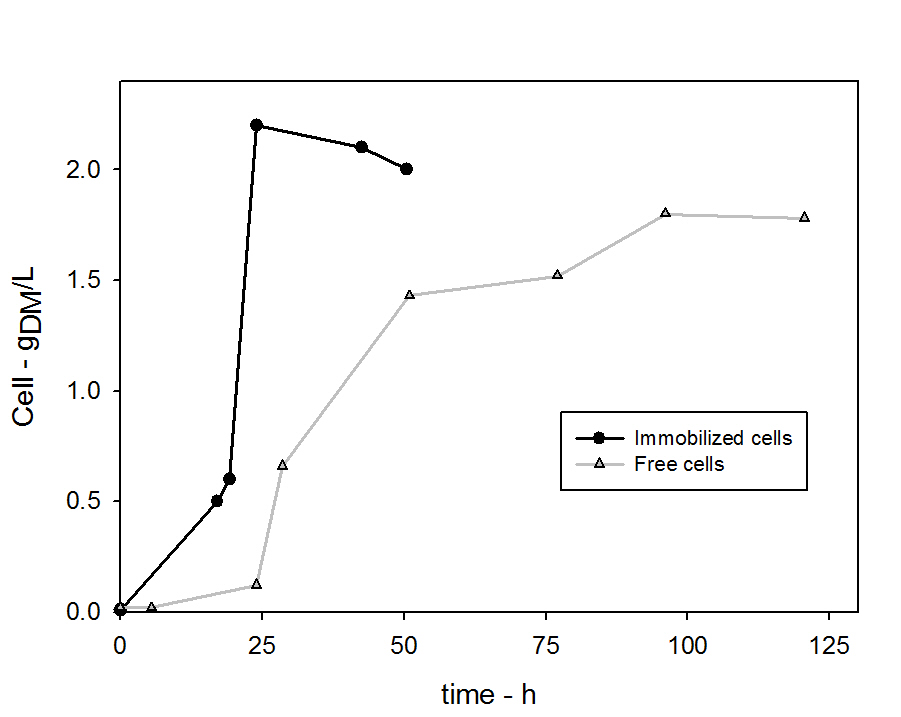 Cell - gDM/L
2.0
1.5
1.0
0.5
0.0
Immobilized cells
Free cells
0 25 50 75 100 125
time - h